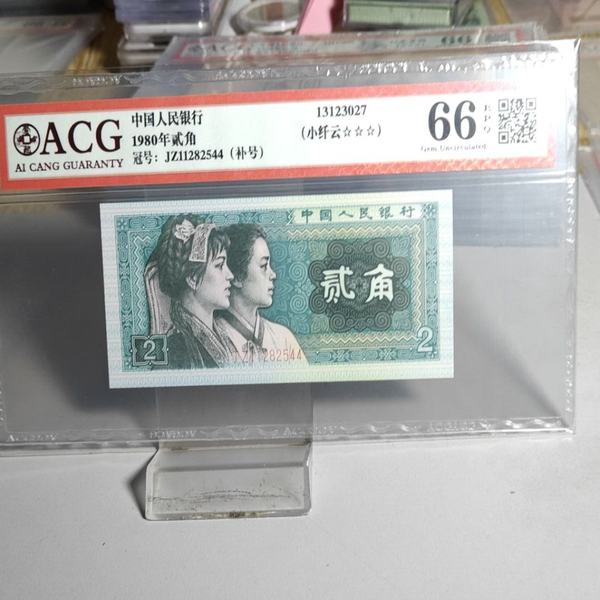 ACG
AI CANG GUARANTY
中国人民银行
1980年贰角
冠号：JZ11282544（补号）
13123027
（小纤云☆☆☆）
66 EPQ
Gem Uncirculated
中国人民银行
贰角
2
2
JZ11282544